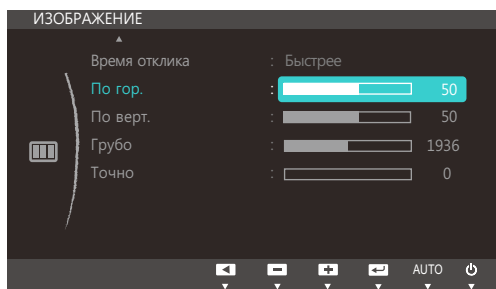 ИЗОБРАЖЕНИЕ
Время отклика : Быстрее
По гор. : 50
По верт. : 50
Грубо : 1936
Точно : 0
AUTO